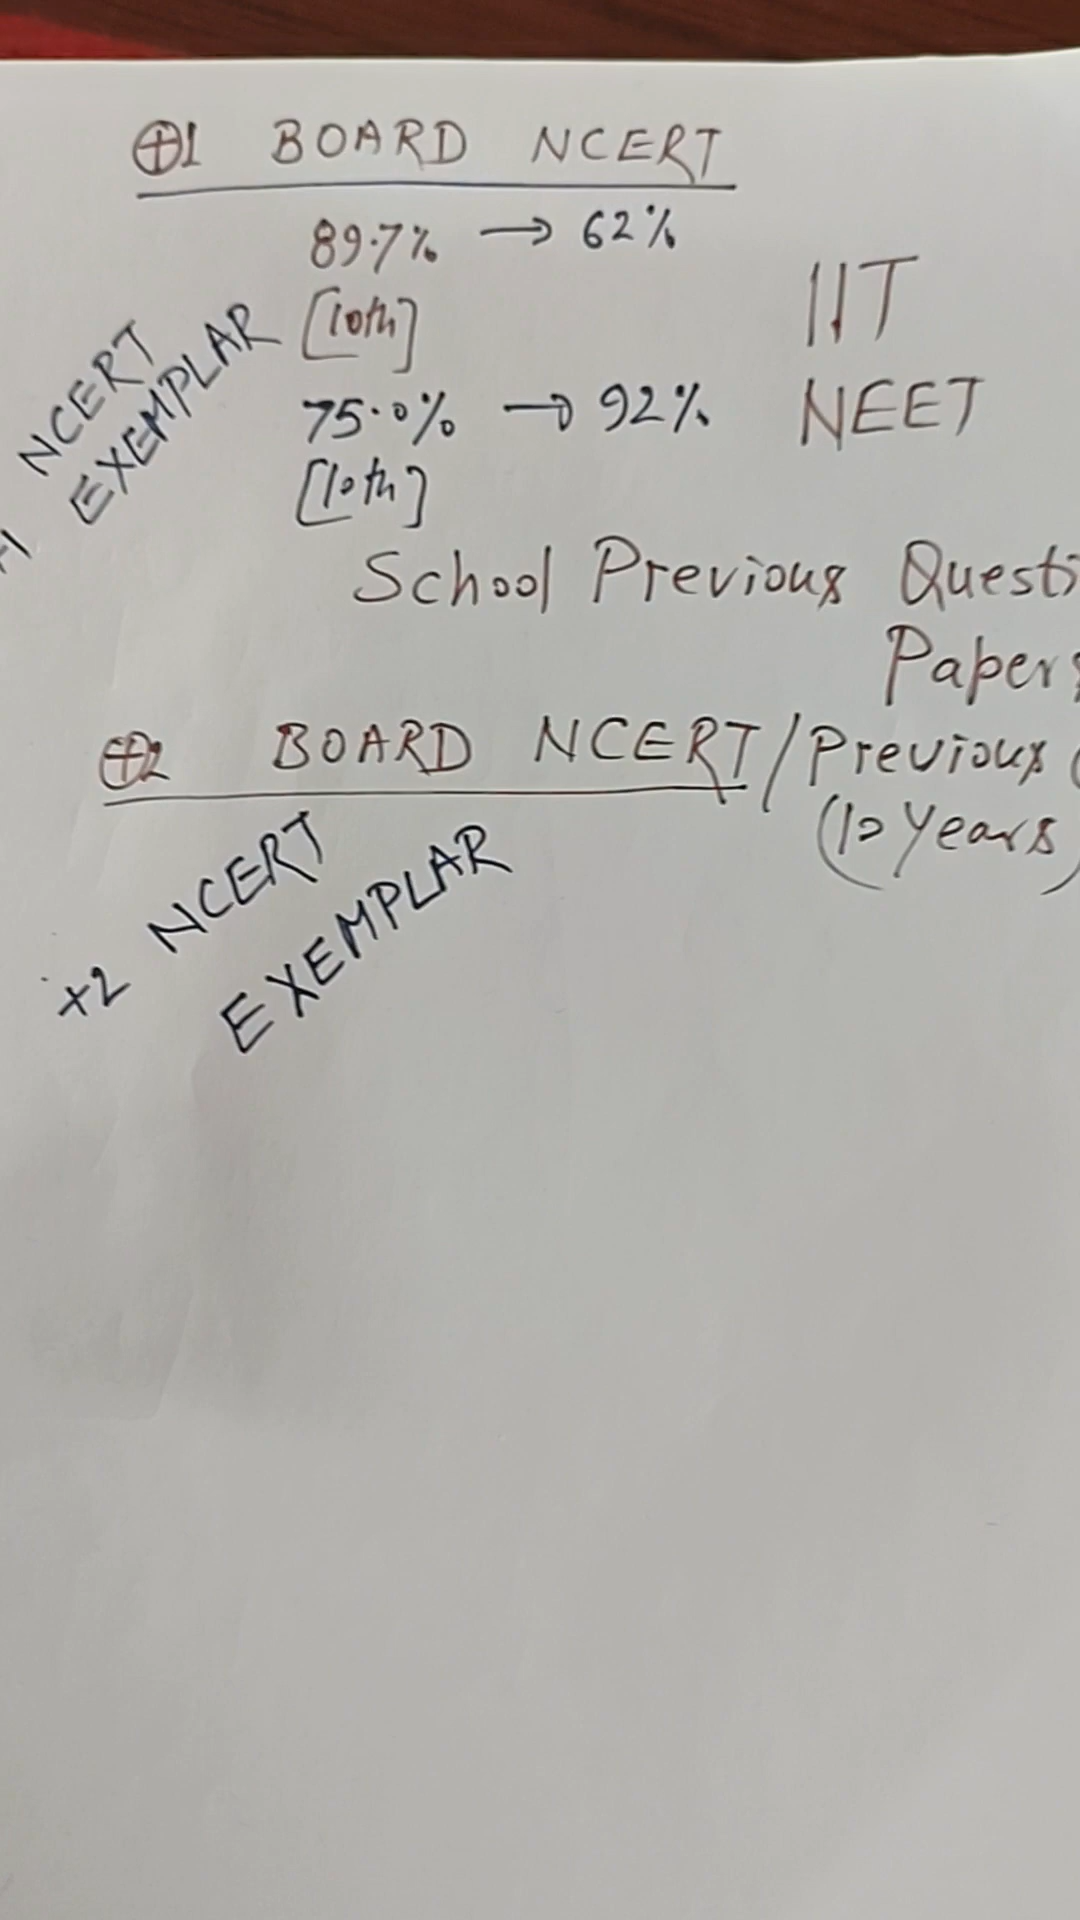 +1 BOARD NCERT
89.7% → 62%
[10th]
IIT
NCERT
EXEMPLAR
75.0% → 92%
[10th]
NEET
School Previous
Paper
+2 BOARD NCERT/Previous
(10 Years
+2 NCERT
EXEMPLAR